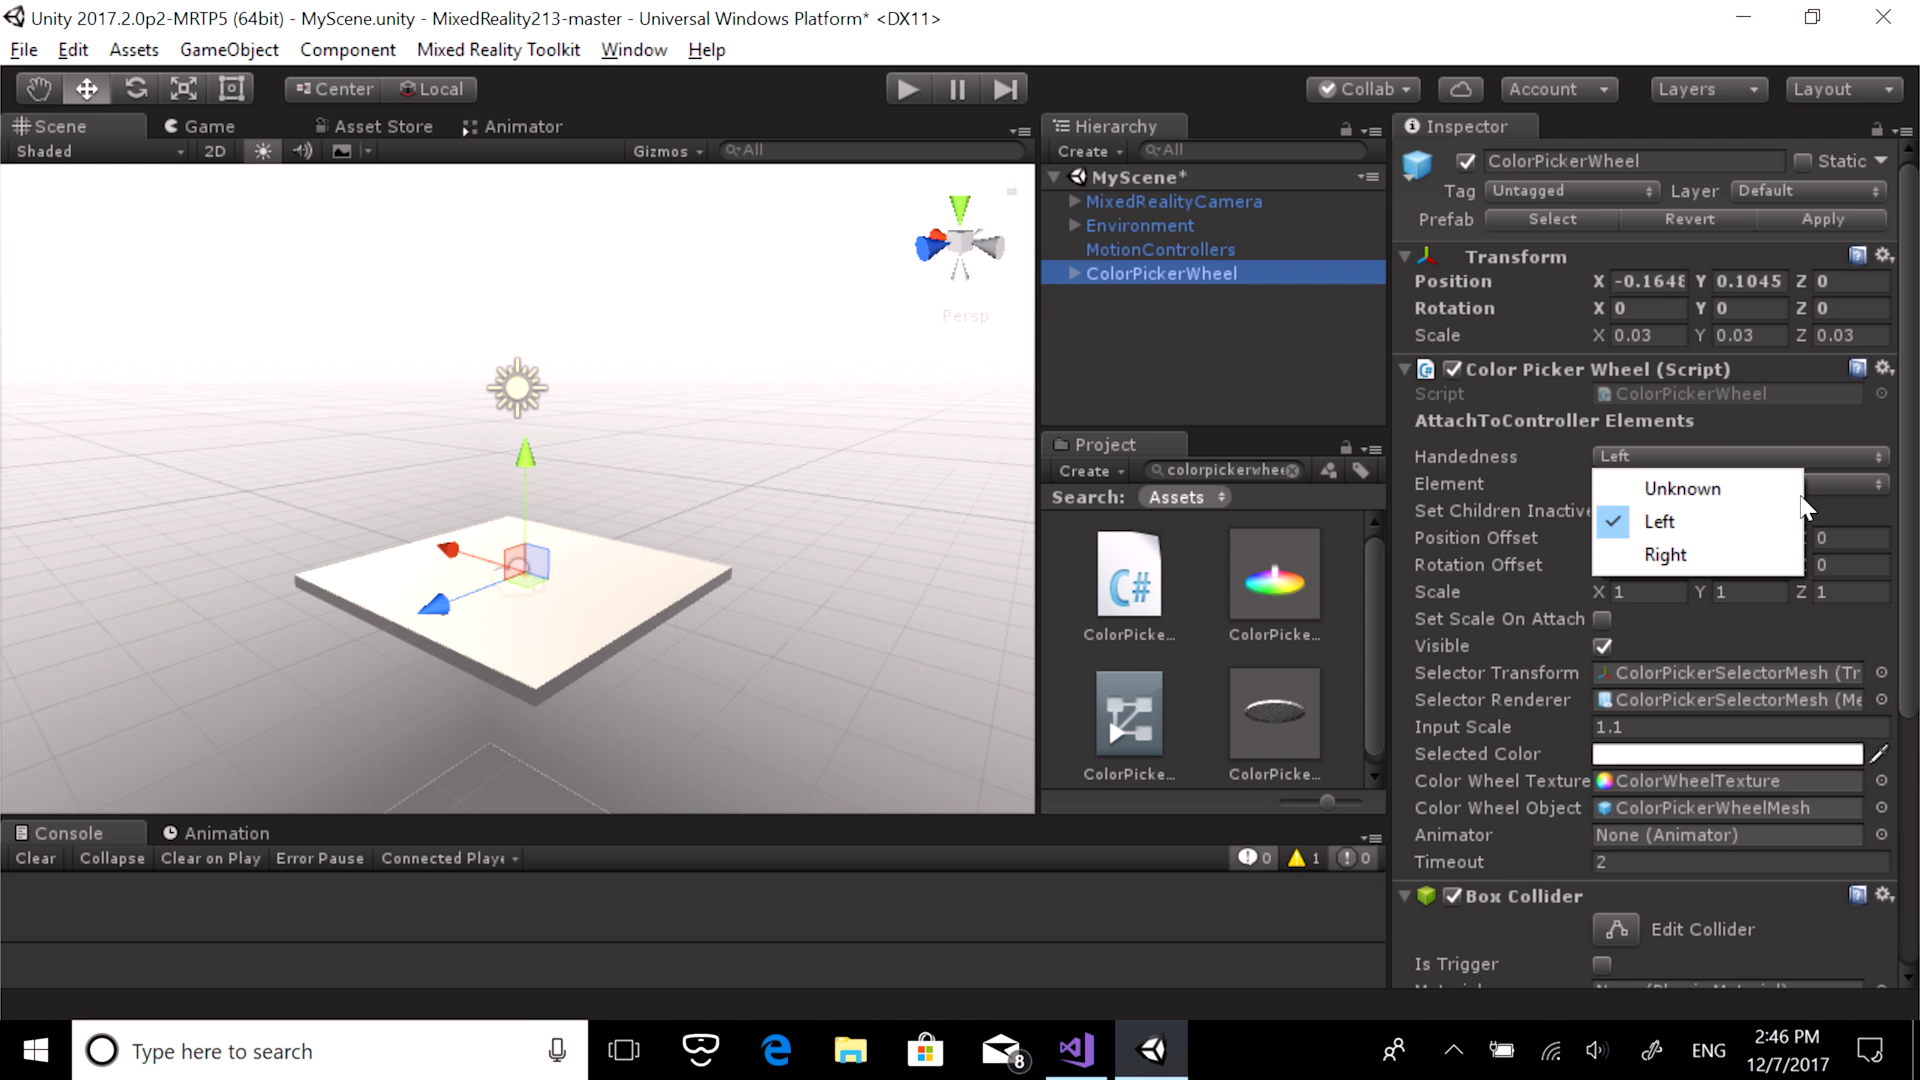 Unity 2017.2.0p2-MRTP5 (64bit) - MyScene.unity - MixedReality213-master - Universal Windows Platform* <DX11>
File Edit Assets GameObject Component Mixed Reality Toolkit Window Help
Center Local Collab Account Layers Layout
Scene Game Asset Store Animator
Shaded 2D Gizmos All
Persp
Hierarchy
Create All
MyScene*
MixedRealityCamera
Environment
MotionControllers
ColorPickerWheel
Project
Create colorpickerwhee
Search: Assets
C#
ColorPicke... ColorPicke...
ColorPicke... ColorPicke...
Inspector
ColorPickerWheel Static
Tag Untagged Layer Default
Prefab Select Revert Apply
Transform
Position X -0.1648 Y 0.1045 Z 0
Rotation X 0 Y 0 Z 0
Scale X 0.03 Y 0.03 Z 0.03
C# Color Picker Wheel (Script)
Script ColorPickerWheel
AttachToController Elements
Handedness Left
Element
Unknown
Left
Right
Set Children Inactive
Position Offset 0
Rotation Offset 0
Scale X 1 Y 1 Z 1
Set Scale On Attach
Visible
Selector Transform ColorPickerSelectorMesh (Tr
Selector Renderer ColorPickerSelectorMesh (Me
Input Scale 1.1
Selected Color
Color Wheel Texture ColorWheelTexture
Color Wheel Object ColorPickerWheelMesh
Animator None (Animator)
Timeout 2
Box Collider
Edit Collider
Is Trigger
Console Animation
Clear Collapse Clear on Play Error Pause Connected Playe 0 1 0
Type here to search 8 ENG 2:46 PM
12/7/2017